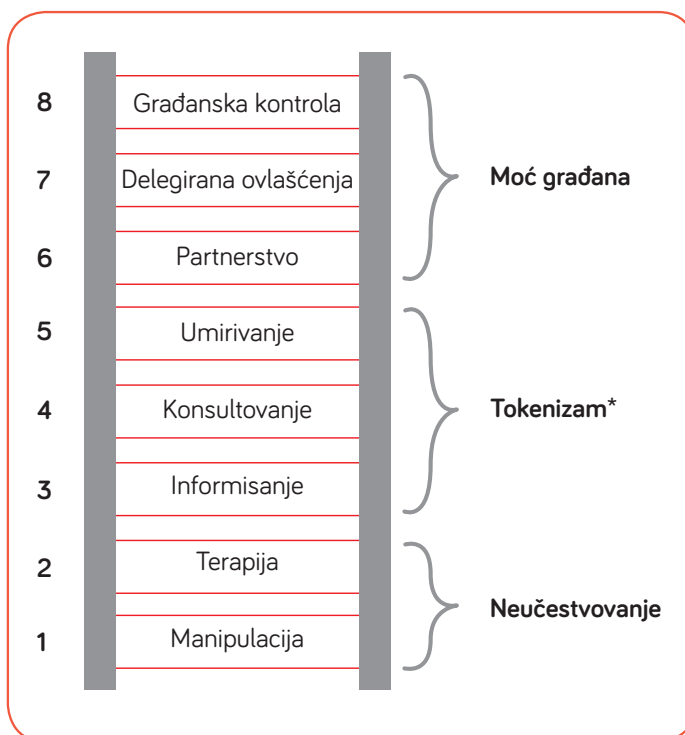 8 Građanska kontrola
7 Delegirana ovlašćenja
Moć građana
6 Partnerstvo
5 Umirivanje
4 Konsultovanje
Tokenizam*
3 Informisanje
2 Terapija
Neučestvovanje
1 Manipulacija